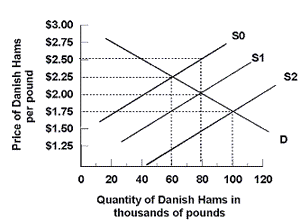 $3.00
$2.75
$2.50
$2.25
$2.00
$1.75
$1.50
$1.25
Price of Danish Hams
per pound
S0
S1
S2
D
0 20 40 60 80 100 120
Quantity of Danish Hams in
thousands of pounds